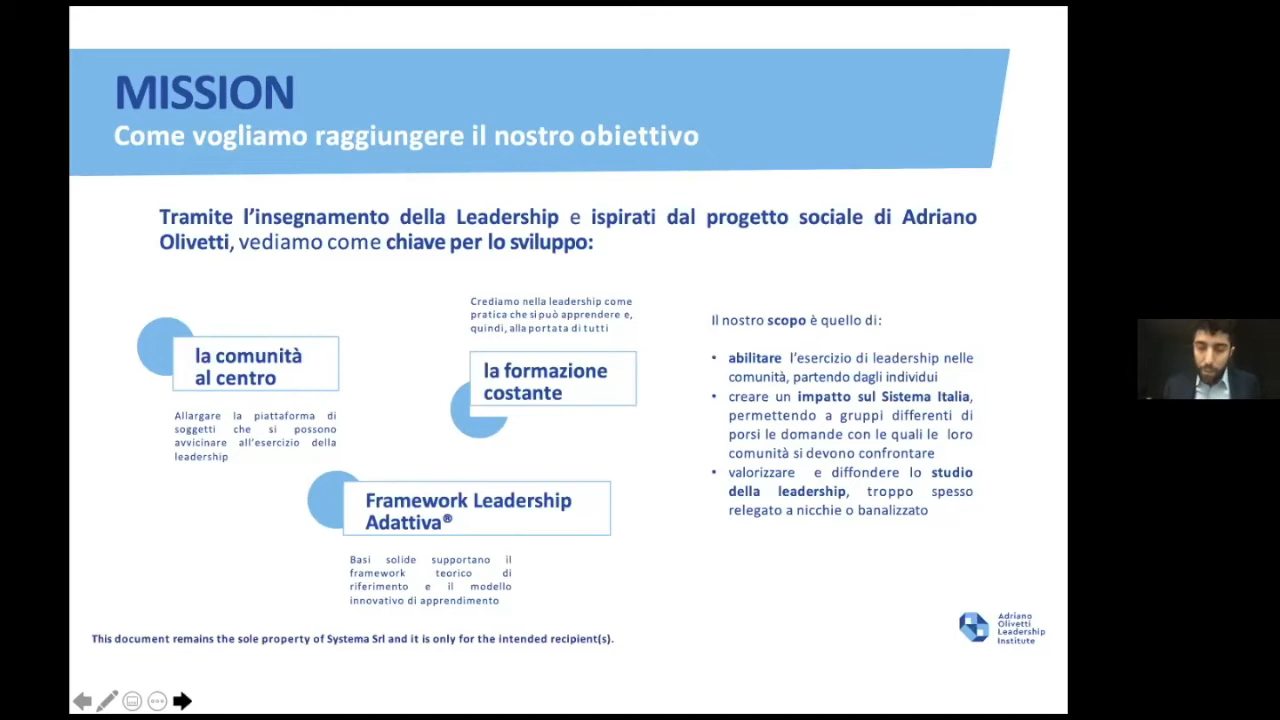 MISSION
Come vogliamo raggiungere il nostro obiettivo
Tramite l’insegnamento della Leadership e ispirati dal progetto sociale di Adriano
Olivetti, vediamo come chiave per lo sviluppo:
la comunità
al centro
Allargare la piattaforma di
soggetti che si possono
avvicinare all’esercizio della
leadership
Crediamo nella leadership come
pratica che si può apprendere e,
quindi, alla portata di tutti
la formazione
costante
Framework Leadership
Adattiva®
Basi solide supportano il
framework teorico di
riferimento e il modello
innovativo di apprendimento
Il nostro scopo è quello di:
• abilitare l’esercizio di leadership nelle
comunità, partendo dagli individui
• creare un impatto sul Sistema Italia,
permettendo a gruppi differenti di
porsi le domande con le quali le loro
comunità si devono confrontare
• valorizzare e diffondere lo studio
della leadership, troppo spesso
relegato a nicchie o banalizzato
This document remains the sole property of Systema Srl and it is only for the intended recipient(s).
Adriano
Olivetti
Leadership
Institute